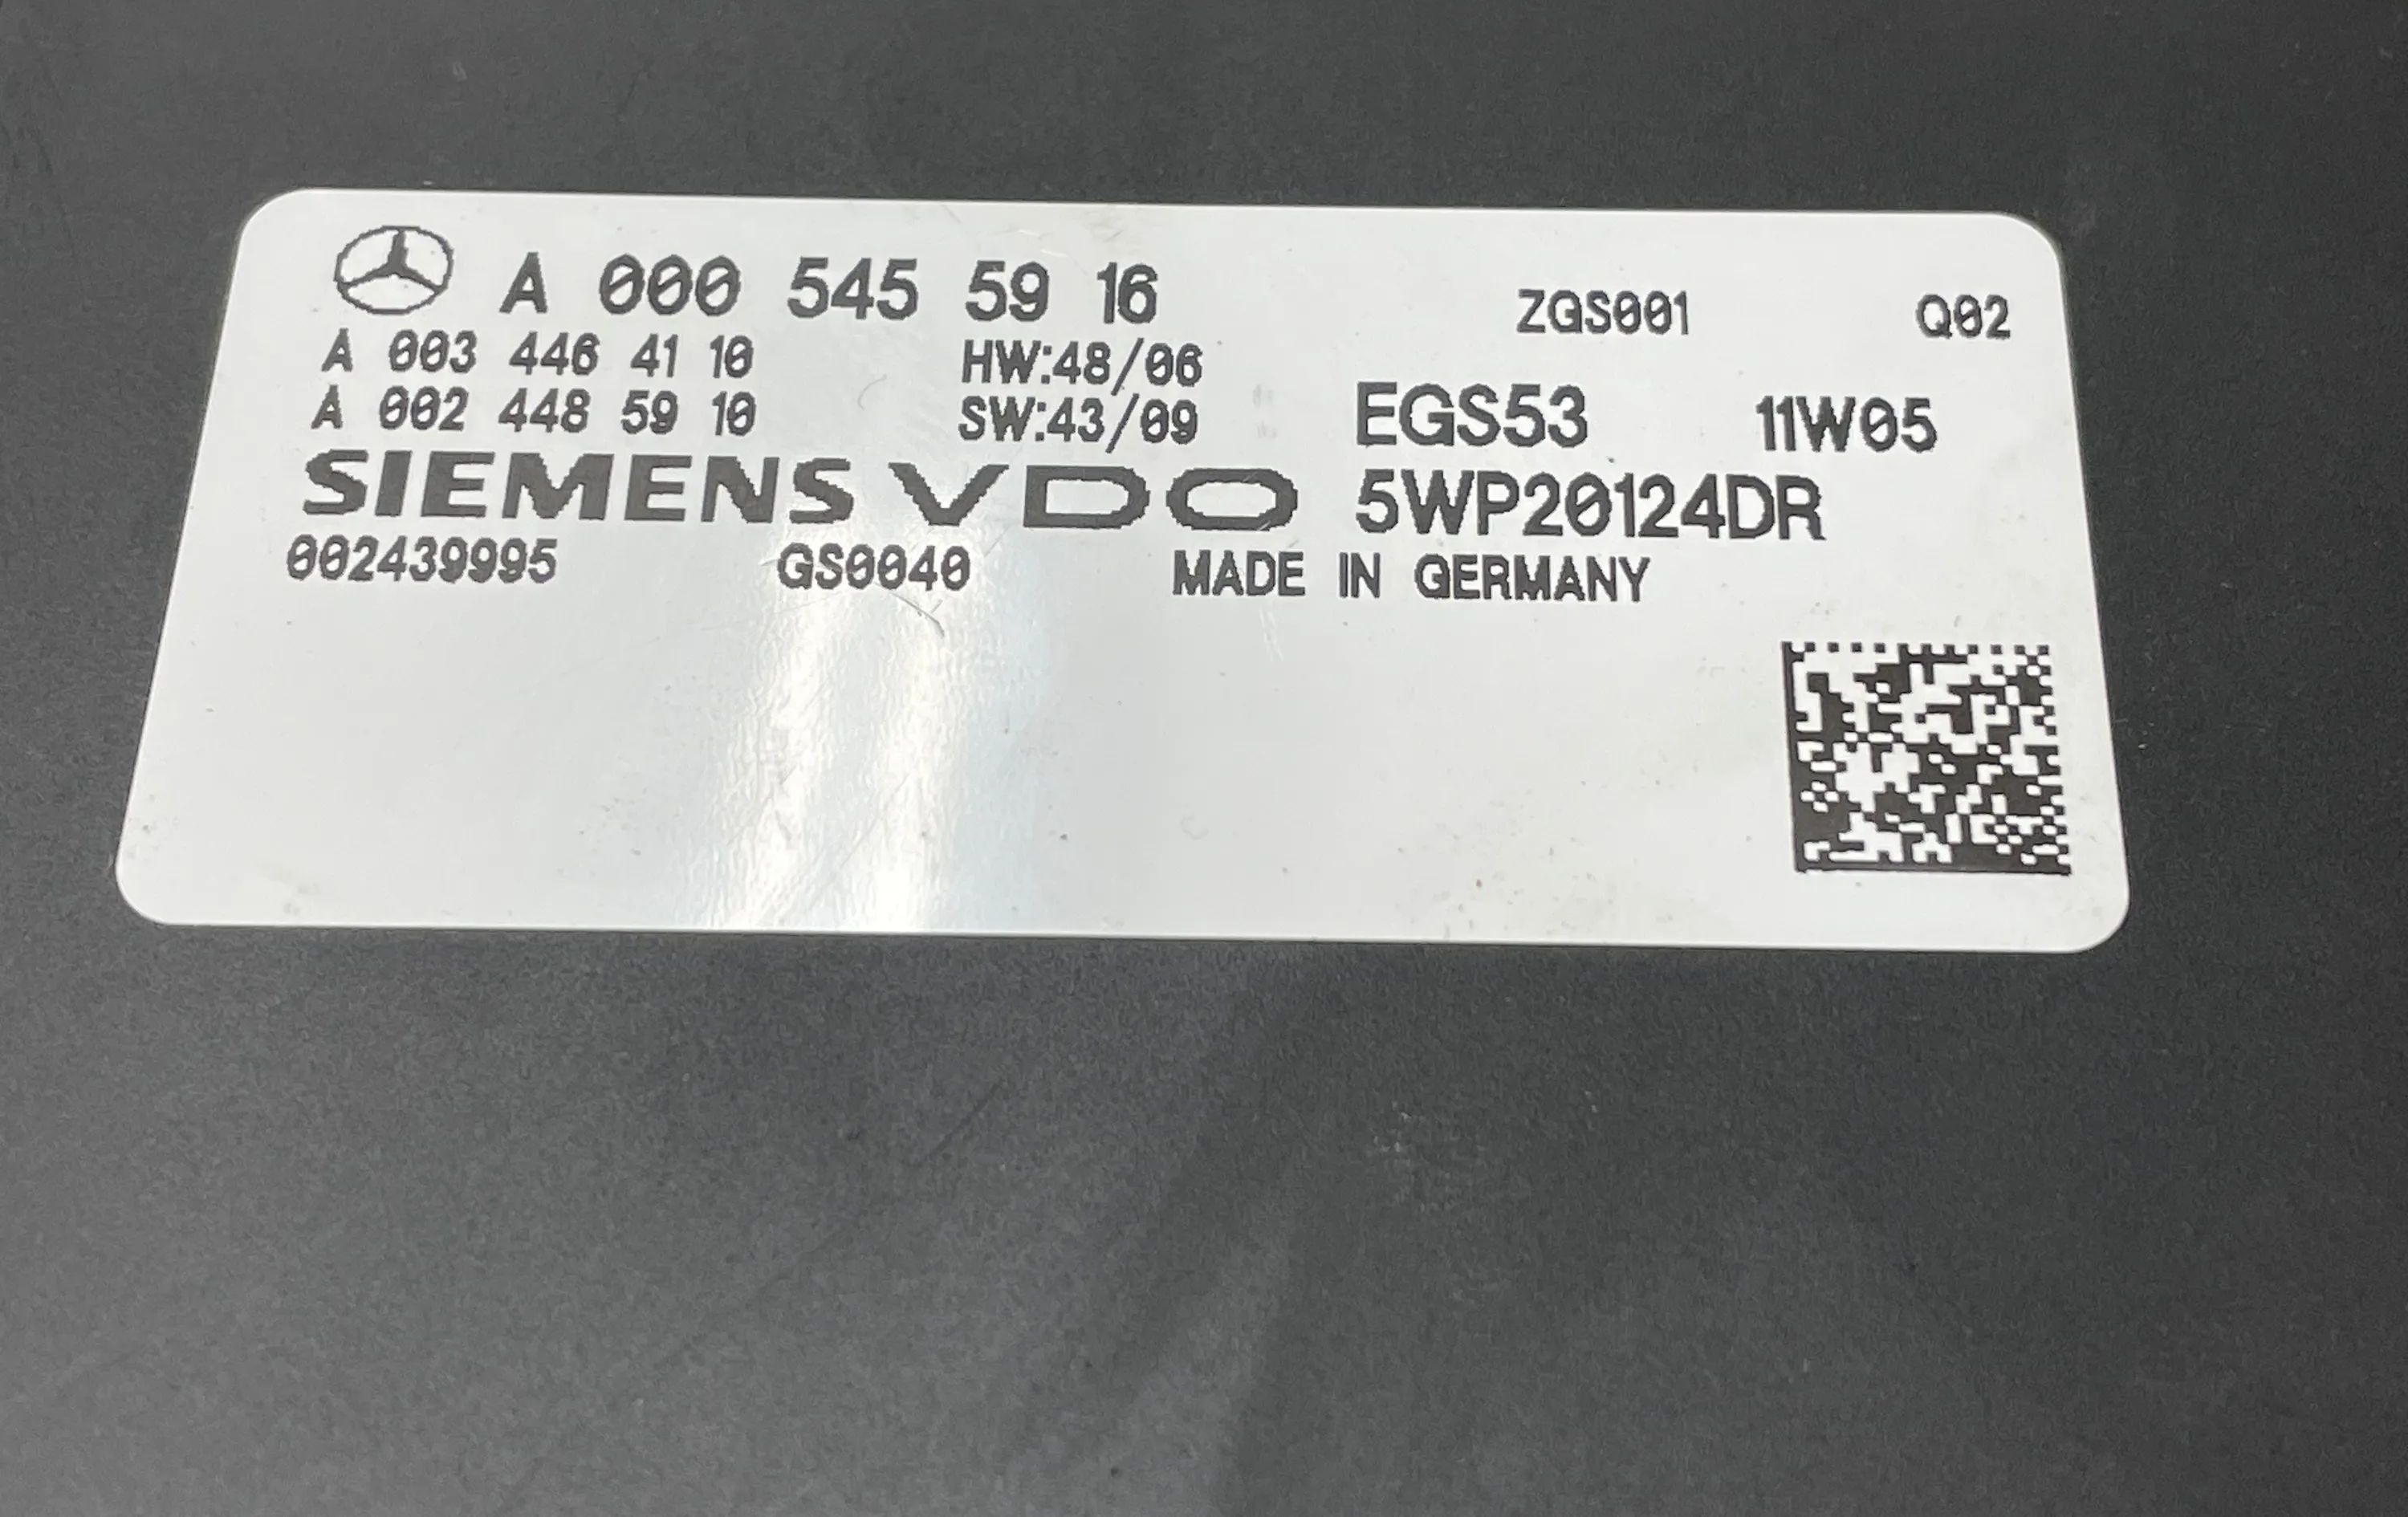 A 000 545 59 16 ZGS001 Q02
A 003 446 41 10 HW:48/06
A 002 448 59 10 SW:43/09 EGS53 11W05
SIEMENS VDO 5WP20124DR
002439995 GS0040 MADE IN GERMANY